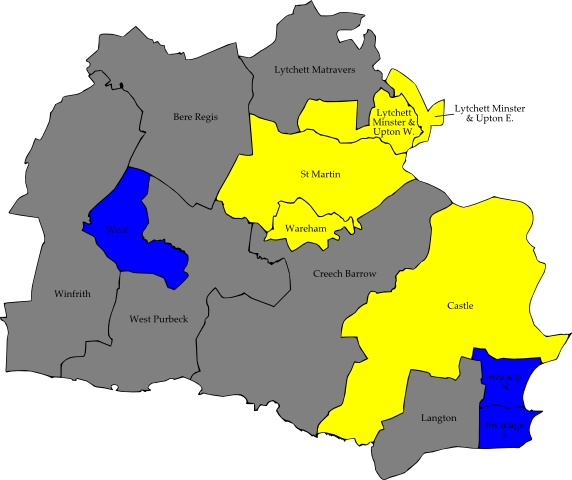 Lytchett Matravers
Bere Regis
Lytchett
Minster &
Upton W.
Lytchett Minster
& Upton E.
St Martin
Wool
Wareham
Creech Barrow
Winfrith
West Purbeck
Castle
Swanage
N.
Langton
Swanage
S.